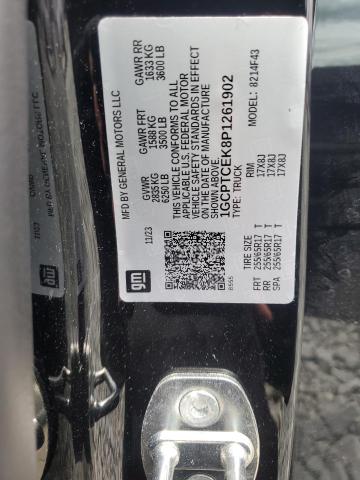 MFD BY GENERAL MOTORS LLC
11/23
GVWR GAWR FRT GAWR RR
2835 KG 1588 KG 1633 KG
6250 LB 3500 LB 3600 LB
THIS VEHICLE CONFORMS TO ALL
APPLICABLE U.S. FEDERAL MOTOR
VEHICLE SAFETY STANDARDS IN EFFECT
ON THE DATE OF MANUFACTURE
SHOWN ABOVE.
1GCPTCEK8P1261902
TYPE: TRUCK MODEL: 8214F43
TIRE SIZE RIM
FRT 255/65R17 T 17X8J
RR 255/65R17 T 17X8J
SPA 255/65R17 T 17X8J
gm
gm